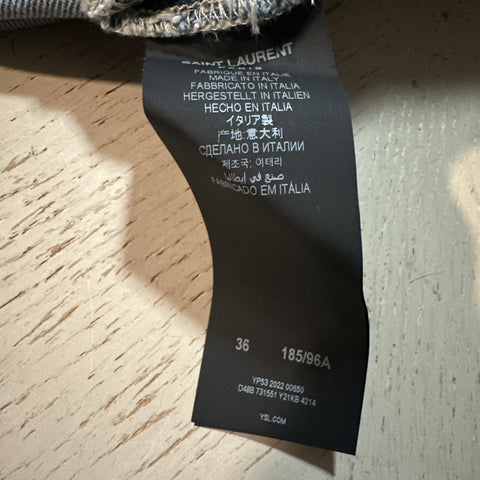 SAINT LAURENT
PARIS
FABRIQUÉ EN ITALIE
MADE IN ITALY
FABBRICATO IN ITALIA
HERGESTELLT IN ITALIEN
HECHO EN ITALIA
イタリア製
产地:意大利
СДЕЛАНО В ИТАЛИИ
제조국: 이태리
صنع في إيطاليا
FABRICADO EM ITÁLIA
36 185/96A
YP53 2022 00650
D48B 731551 Y21KB 4214
YSL.COM